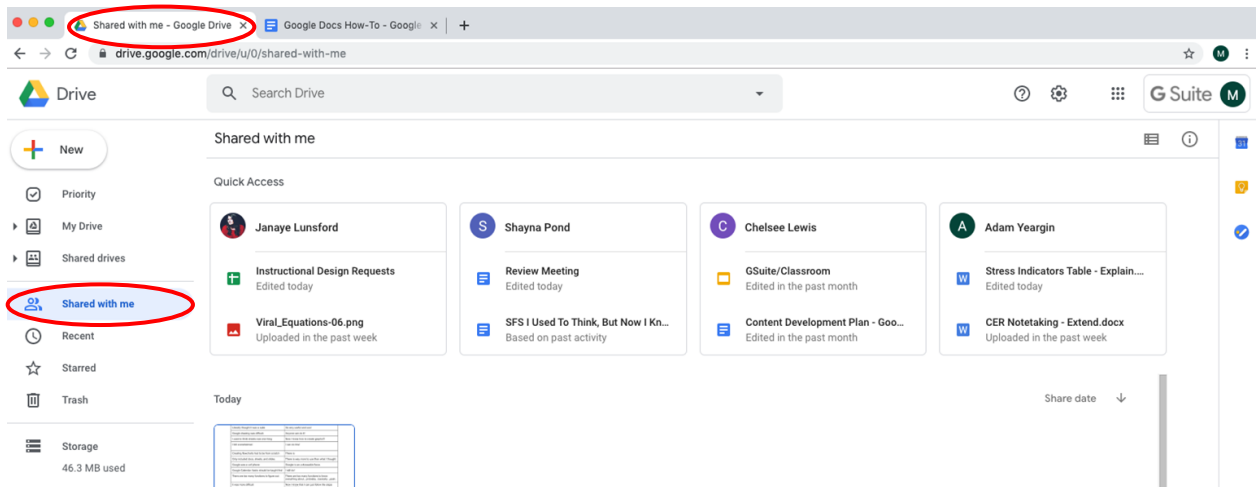 Shared with me - Google Drive
Google Docs How-To - Google
drive.google.com/drive/u/0/shared-with-me
M
Drive
Search Drive
G Suite M
New
Shared with me
31
Quick Access
Priority
My Drive
Shared drives
Shared with me
Recent
Starred
Trash
Storage
46.3 MB used
Janaye Lunsford
Instructional Design Requests
Edited today
Viral_Equations-06.png
Uploaded in the past week
S Shayna Pond
Review Meeting
Edited today
SFS I Used To Think, But Now I Kn...
Based on past activity
C Chelsee Lewis
GSuite/Classroom
Edited in the past month
Content Development Plan - Goo...
Edited in the past month
A Adam Yeargin
W Stress Indicators Table - Explain....
Edited today
W CER Notetaking - Extend.docx
Uploaded in the past week
Today
Share date